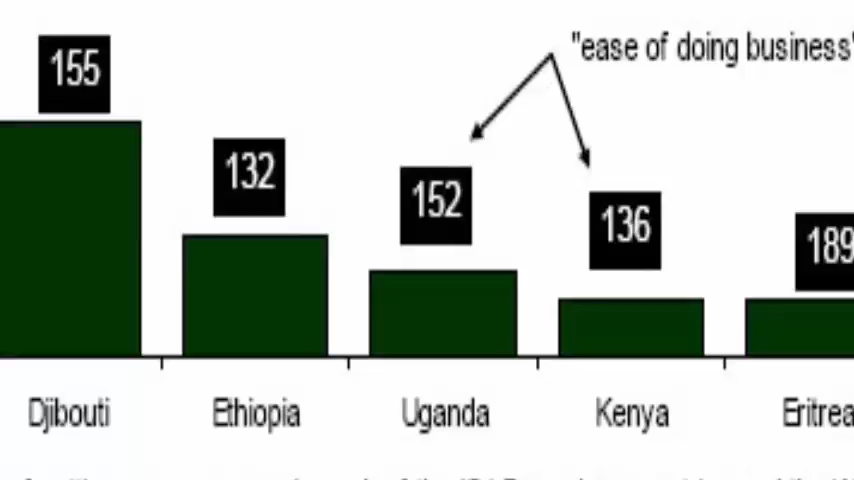 155
"ease of doing business"
132
152
136
189
Djibouti Ethiopia Uganda Kenya Eritrea